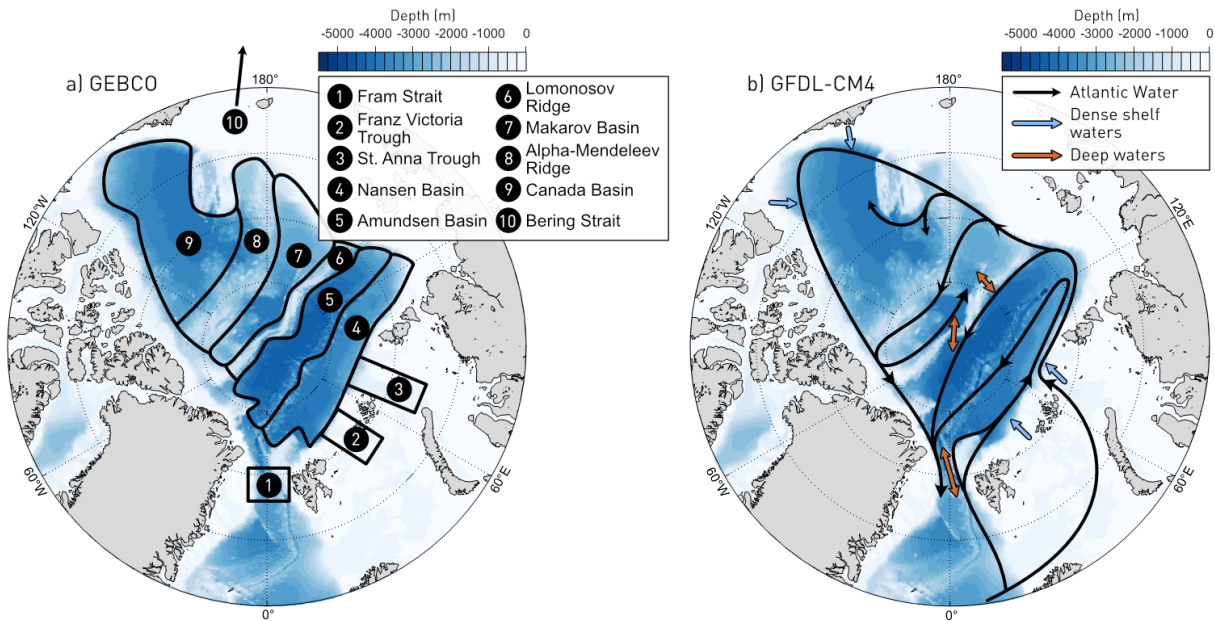 Depth (m)
-5000 -4000 -3000 -2000 -1000 0
a) GEBCO
180°
10
1 Fram Strait
2 Franz Victoria
Trough
3 St. Anna Trough
4 Nansen Basin
5 Amundsen Basin
6 Lomonosov
Ridge
7 Makarov Basin
8 Alpha-Mendeleev
Ridge
9 Canada Basin
10 Bering Strait
120°W
9
8
7
6
5
4
3
2
1
60°W
60°E
0°
Depth (m)
-5000 -4000 -3000 -2000 -1000 0
b) GFDL-CM4
180°
Atlantic Water
Dense shelf
waters
Deep waters
120°W
120°E
60°W
60°E
0°